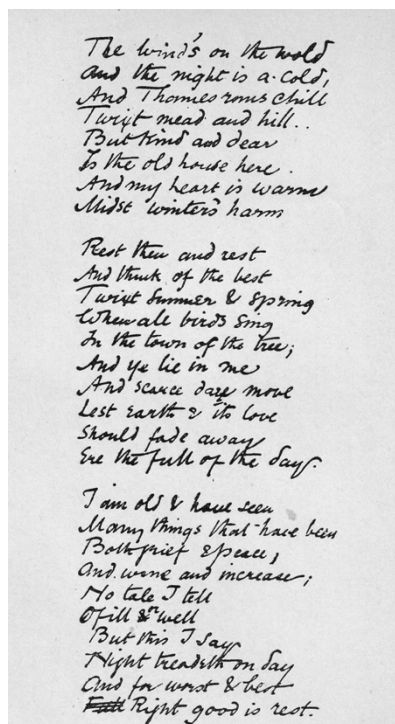 The wind's on the wold
And the night is a-cold,
And Thames runs chill
Twixt mead and hill..
But kind and dear
Is the old house here.
And my heart is warm
Midst winter's harm
Rest then and rest
And think of the best
Twixt Summer & Spring
When all birds sing
In the town of the tree;
And ye lie in me
And scarce dare move
Lest Earth & its love
Should fade away
Ere the full of the day.
I am old & have seen
Many things that have been
Both grief & peace,
And wine and increase;
No tale I tell
Of ill or well
But this I say
Night treadeth on day
And for worst & best
Right good is rest.